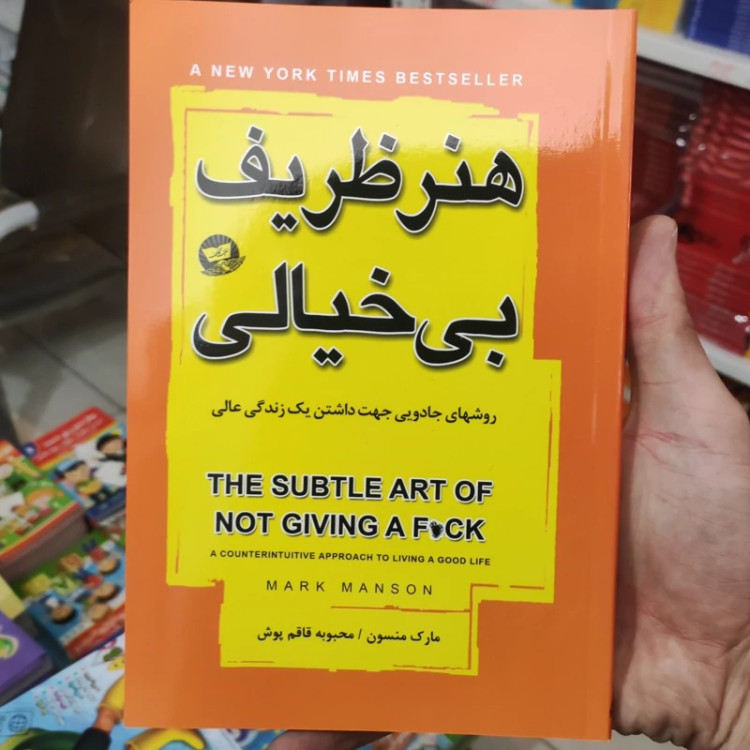 A NEW YORK TIMES BESTSELLER
هنر ظریف
بی‌خیالی
روشهای جادویی جهت داشتن یک زندگی عالی
THE SUBTLE ART OF
NOT GIVING A F CK
A COUNTERINTUITIVE APPROACH TO LIVING A GOOD LIFE
MARK MANSON
مارک منسون / محبوبه قاقم پوش